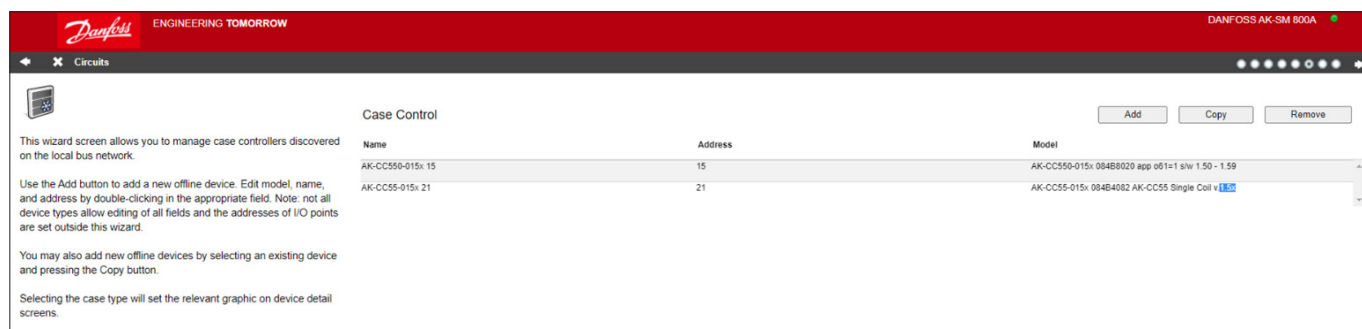 Danfoss
ENGINEERING TOMORROW
DANFOSS AK-SM 800A
Circuits
This wizard screen allows you to manage case controllers discovered
on the local bus network.
Use the Add button to add a new offline device. Edit model, name,
and address by double-clicking in the appropriate field. Note: not all
device types allow editing of all fields and the addresses of I/O points
are set outside this wizard.
You may also add new offline devices by selecting an existing device
and pressing the Copy button.
Selecting the case type will set the relevant graphic on device detail
screens.
Case Control
Add Copy Remove
Name Address Model
AK-CC550-015x 15 15 AK-CC550-015x 084B8020 app o61=1 s/w 1.50 - 1.59
AK-CC55-015x 21 21 AK-CC55-015x 084B4082 AK-CC55 Single Coil v.1.5x